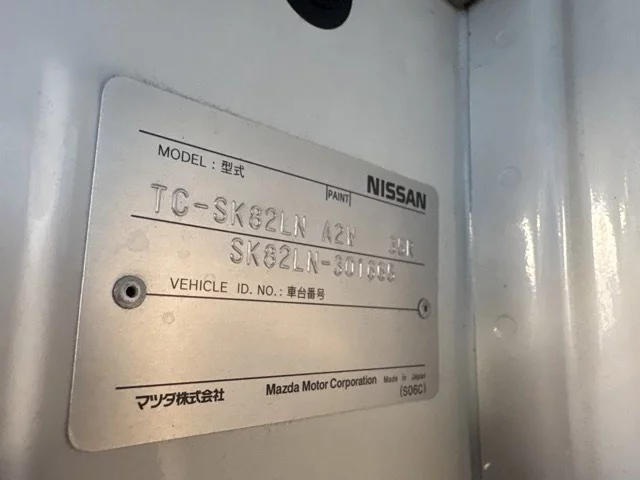 NISSAN
MODEL : 型式
PAINT
TC-SK82LN A2W
VEHICLE ID. NO. : 車台番号
マツダ株式会社 Mazda Motor Corporation Made in Japan
(S06C)